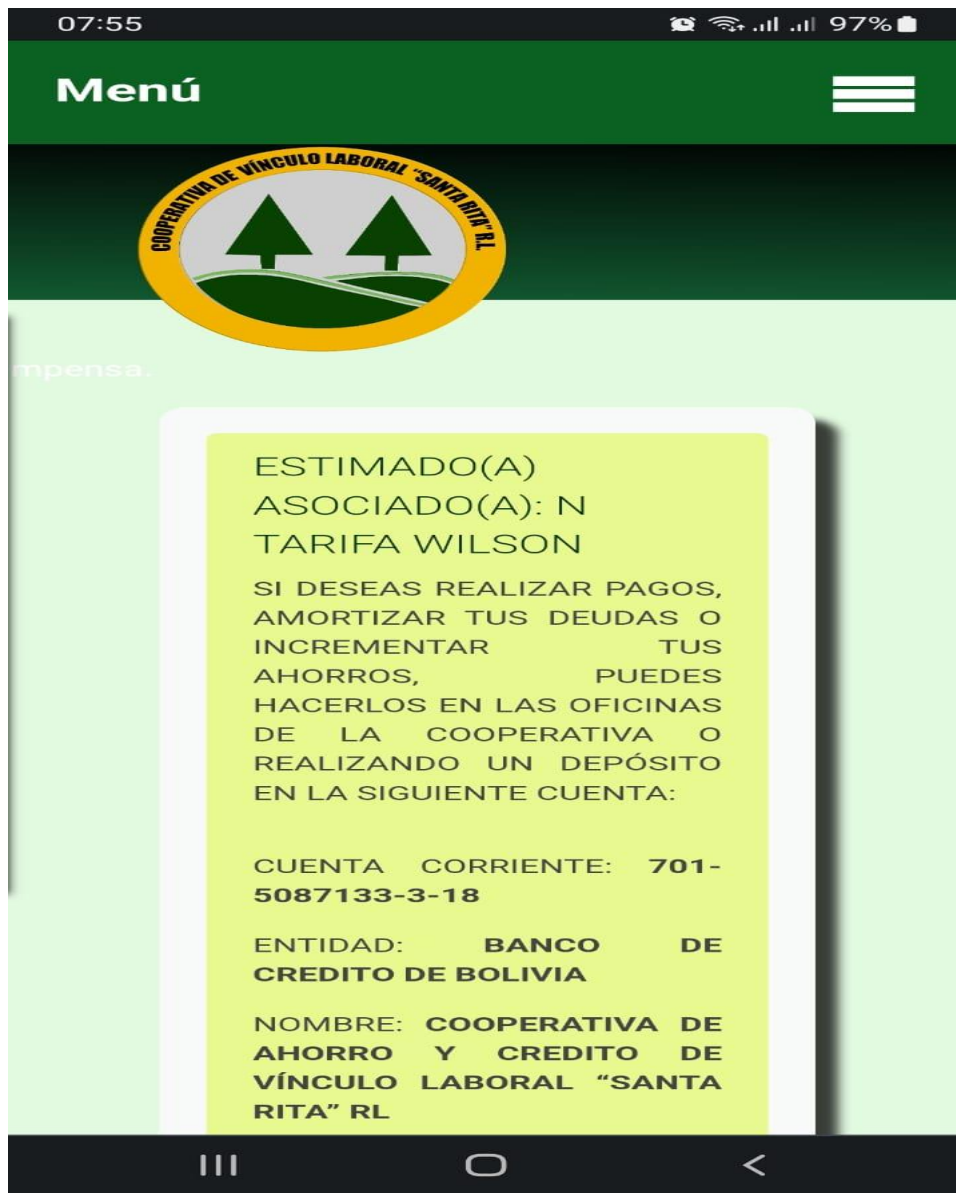 07:55
97%
Menú
COOPERATIVA DE VÍNCULO LABORAL "SANTA RITA" R.L.
mpensa.
ESTIMADO(A)
ASOCIADO(A): N
TARIFA WILSON
SI DESEAS REALIZAR PAGOS,
AMORTIZAR TUS DEUDAS O
INCREMENTAR TUS
AHORROS, PUEDES
HACERLOS EN LAS OFICINAS
DE LA COOPERATIVA O
REALIZANDO UN DEPÓSITO
EN LA SIGUIENTE CUENTA:
CUENTA CORRIENTE: 701-
5087133-3-18
ENTIDAD: BANCO DE
CREDITO DE BOLIVIA
NOMBRE: COOPERATIVA DE
AHORRO Y CREDITO DE
VÍNCULO LABORAL “SANTA
RITA” RL